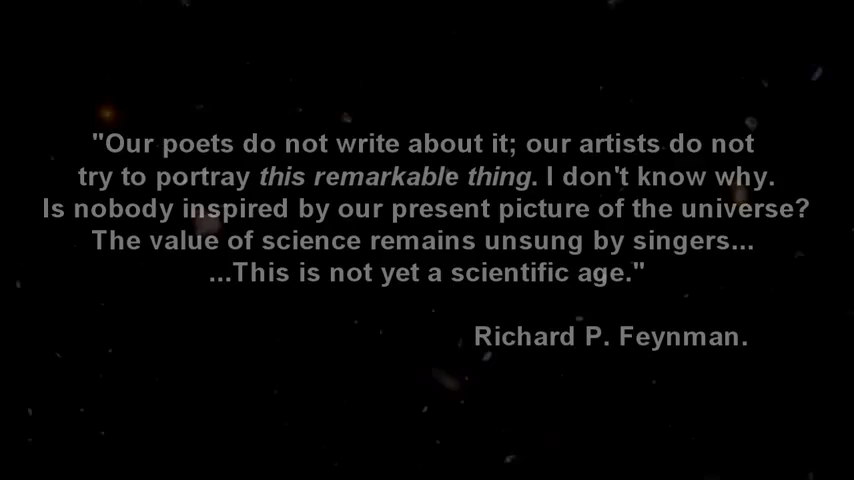 "Our poets do not write about it; our artists do not
try to portray this remarkable thing. I don't know why.
Is nobody inspired by our present picture of the universe?
The value of science remains unsung by singers...
...This is not yet a scientific age."
Richard P. Feynman.